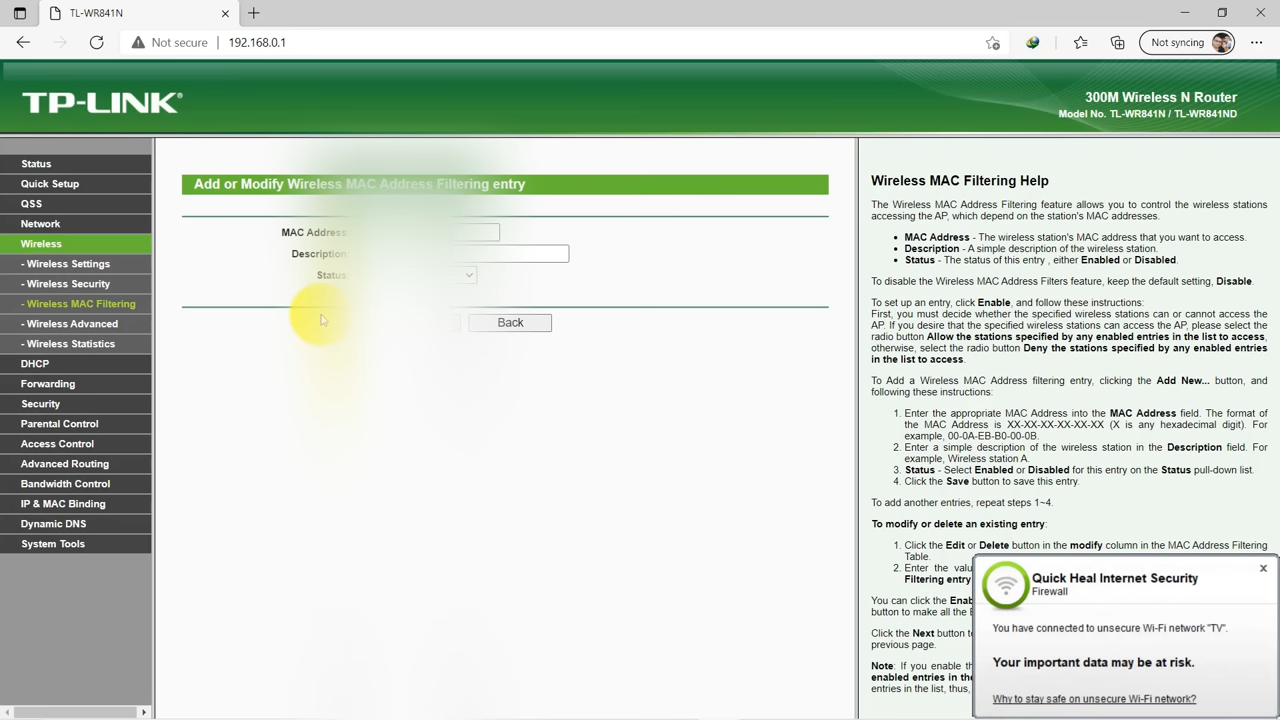 TL-WR841N
Not secure
192.168.0.1
Not syncing
TP-LINK®
300M Wireless N Router
Model No. TL-WR841N / TL-WR841ND
Status
Quick Setup
QSS
Network
Wireless
- Wireless Settings
- Wireless Security
- Wireless MAC Filtering
- Wireless Advanced
- Wireless Statistics
DHCP
Forwarding
Security
Parental Control
Access Control
Advanced Routing
Bandwidth Control
IP & MAC Binding
Dynamic DNS
System Tools
Add or Modify Wireless MAC Address Filtering entry
MAC Address:
Description:
Status:
Back
Wireless MAC Filtering Help
The Wireless MAC Address Filtering feature allows you to control the wireless stations
accessing the AP, which depend on the station's MAC addresses.
• MAC Address - The wireless station's MAC address that you want to access.
• Description - A simple description of the wireless station.
• Status - The status of this entry , either Enabled or Disabled.
To disable the Wireless MAC Address Filters feature, keep the default setting, Disable.
To set up an entry, click Enable, and follow these instructions:
First, you must decide whether the specified wireless stations can or cannot access the
AP. If you desire that the specified wireless stations can access the AP, please select the
radio button Allow the stations specified by any enabled entries in the list to access,
otherwise, select the radio button Deny the stations specified by any enabled entries
in the list to access.
To Add a Wireless MAC Address filtering entry, clicking the Add New... button, and
following these instructions:
1. Enter the appropriate MAC Address into the MAC Address field. The format of
the MAC Address is XX-XX-XX-XX-XX-XX (X is any hexadecimal digit). For
example, 00-0A-EB-B0-00-0B.
2. Enter a simple description of the wireless station in the Description field. For
example, Wireless station A.
3. Status - Select Enabled or Disabled for this entry on the Status pull-down list.
4. Click the Save button to save this entry.
To add another entries, repeat steps 1~4.
To modify or delete an existing entry:
1. Click the Edit or Delete button in the modify column in the MAC Address Filtering
Table.
2. Enter the
Filtering entry
You can click the
button to make all the
Click the Next button
previous page.
Note: If you enable
enabled entries in the
entries in the list, thus,
Quick Heal Internet Security
Firewall
x
You have connected to unsecure Wi-Fi network "TV".
Your important data may be at risk.
Why to stay safe on unsecure Wi-Fi network?